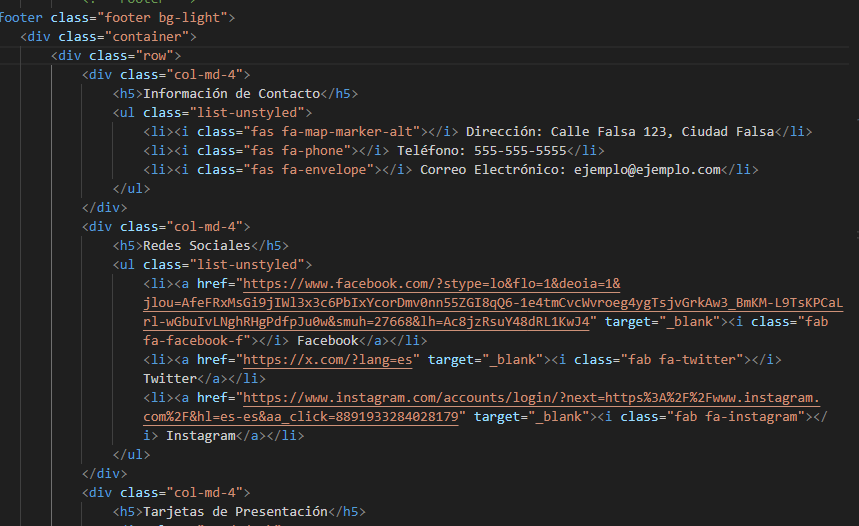 footer class="footer bg-light">
<div class="container">
<div class="row">
<div class="col-md-4">
<h5>Información de Contacto</h5>
<ul class="list-unstyled">
<li><i class="fas fa-map-marker-alt"></i> Dirección: Calle Falsa 123, Ciudad Falsa</li>
<li><i class="fas fa-phone"></i> Teléfono: 555-555-5555</li>
<li><i class="fas fa-envelope"></i> Correo Electrónico: ejemplo@ejemplo.com</li>
</ul>
</div>
<div class="col-md-4">
<h5>Redes Sociales</h5>
<ul class="list-unstyled">
<li><a href="https://www.facebook.com/?stype=lo&flo=1&deoia=1&
jlou=AfeFRxMsGi9jIWl3x3c6PbIxYcorDmv0nn55ZGI8qQ6-1e4tmCvcWvroeg4ygTsjvGrkAw3_BmKM-L9TsKPCaL
rl-wGbuIvLNghRHgPdfpJu0w&smuh=27668&lh=Ac8jzRsuY48dRL1KwJ4" target="_blank"><i class="fab
fa-facebook-f"></i> Facebook</a></li>
<li><a href="https://x.com/?lang=es" target="_blank"><i class="fab fa-twitter"></i>
Twitter</a></li>
<li><a href="https://www.instagram.com/accounts/login/?next=https%3A%2F%2Fwww.instagram.
com%2F&hl=es-es&aa_click=8891933284028179" target="_blank"><i class="fab fa-instagram"></
i> Instagram</a></li>
</ul>
</div>
<div class="col-md-4">
<h5>Tarjetas de Presentación</h5>